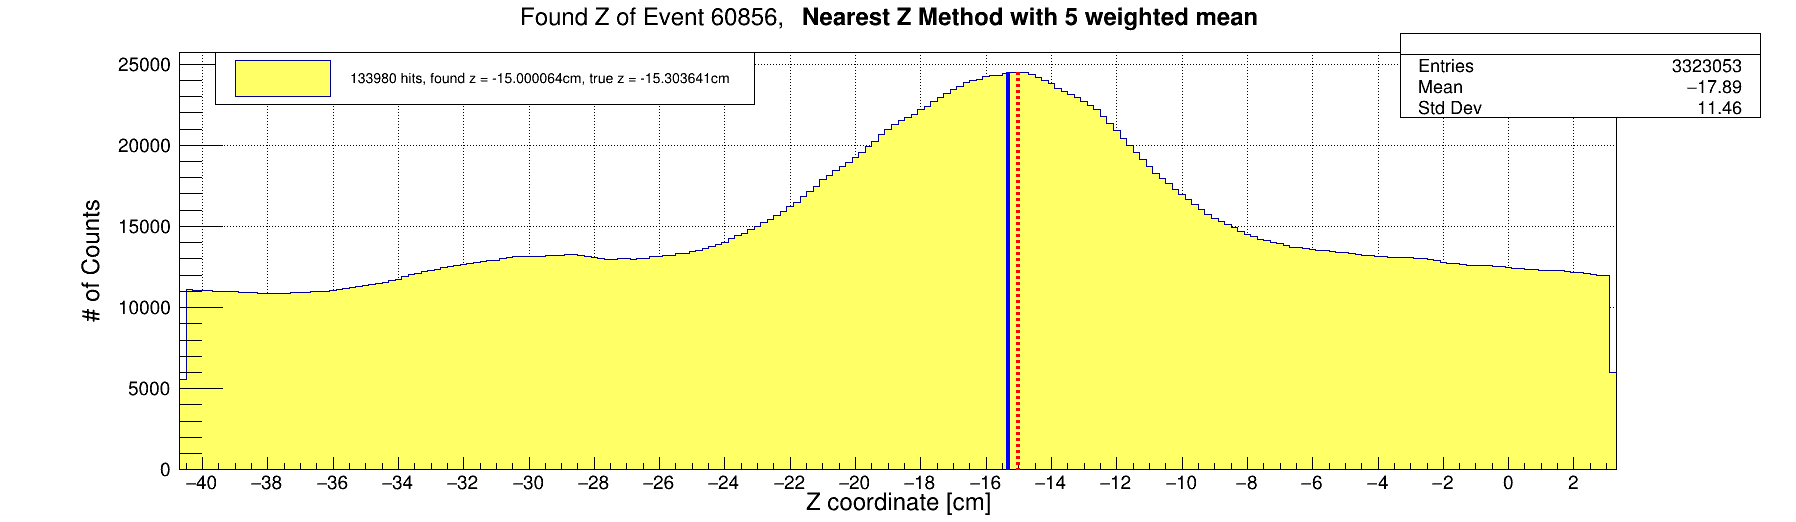 Found Z of Event 60856, Nearest Z Method with 5 weighted mean
133980 hits, found z = -15.000064cm, true z = -15.303641cm
Entries 3323053
Mean −17.89
Std Dev 11.46
# of Counts
25000
20000
15000
10000
5000
0
−40 −38 −36 −34 −32 −30 −28 −26 −24 −22 −20 −18 −16 −14 −12 −10 −8 −6 −4 −2 0 2
Z coordinate [cm]